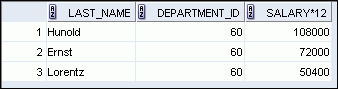 LAST_NAME DEPARTMENT_ID SALARY*12
1 Hunold 60 108000
2 Ernst 60 72000
3 Lorentz 60 50400